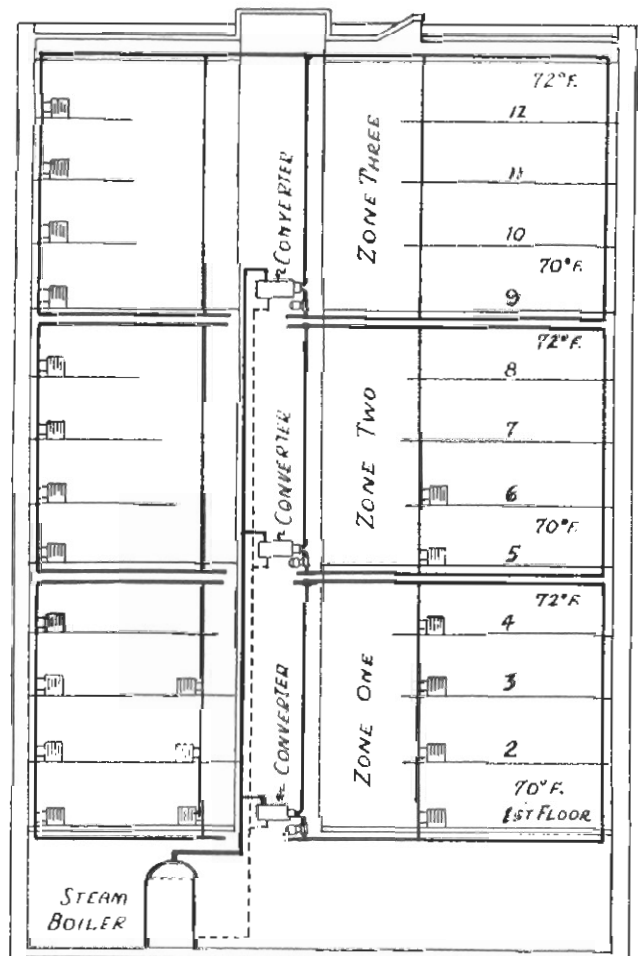 72°F.
12
11
10
70°F.
9
ZONE THREE
CONVERTER
72°F.
8
7
6
70°F.
5
ZONE TWO
CONVERTER
72°F.
4
3
2
70°F.
1ST FLOOR
ZONE ONE
CONVERTER
STEAM
BOILER